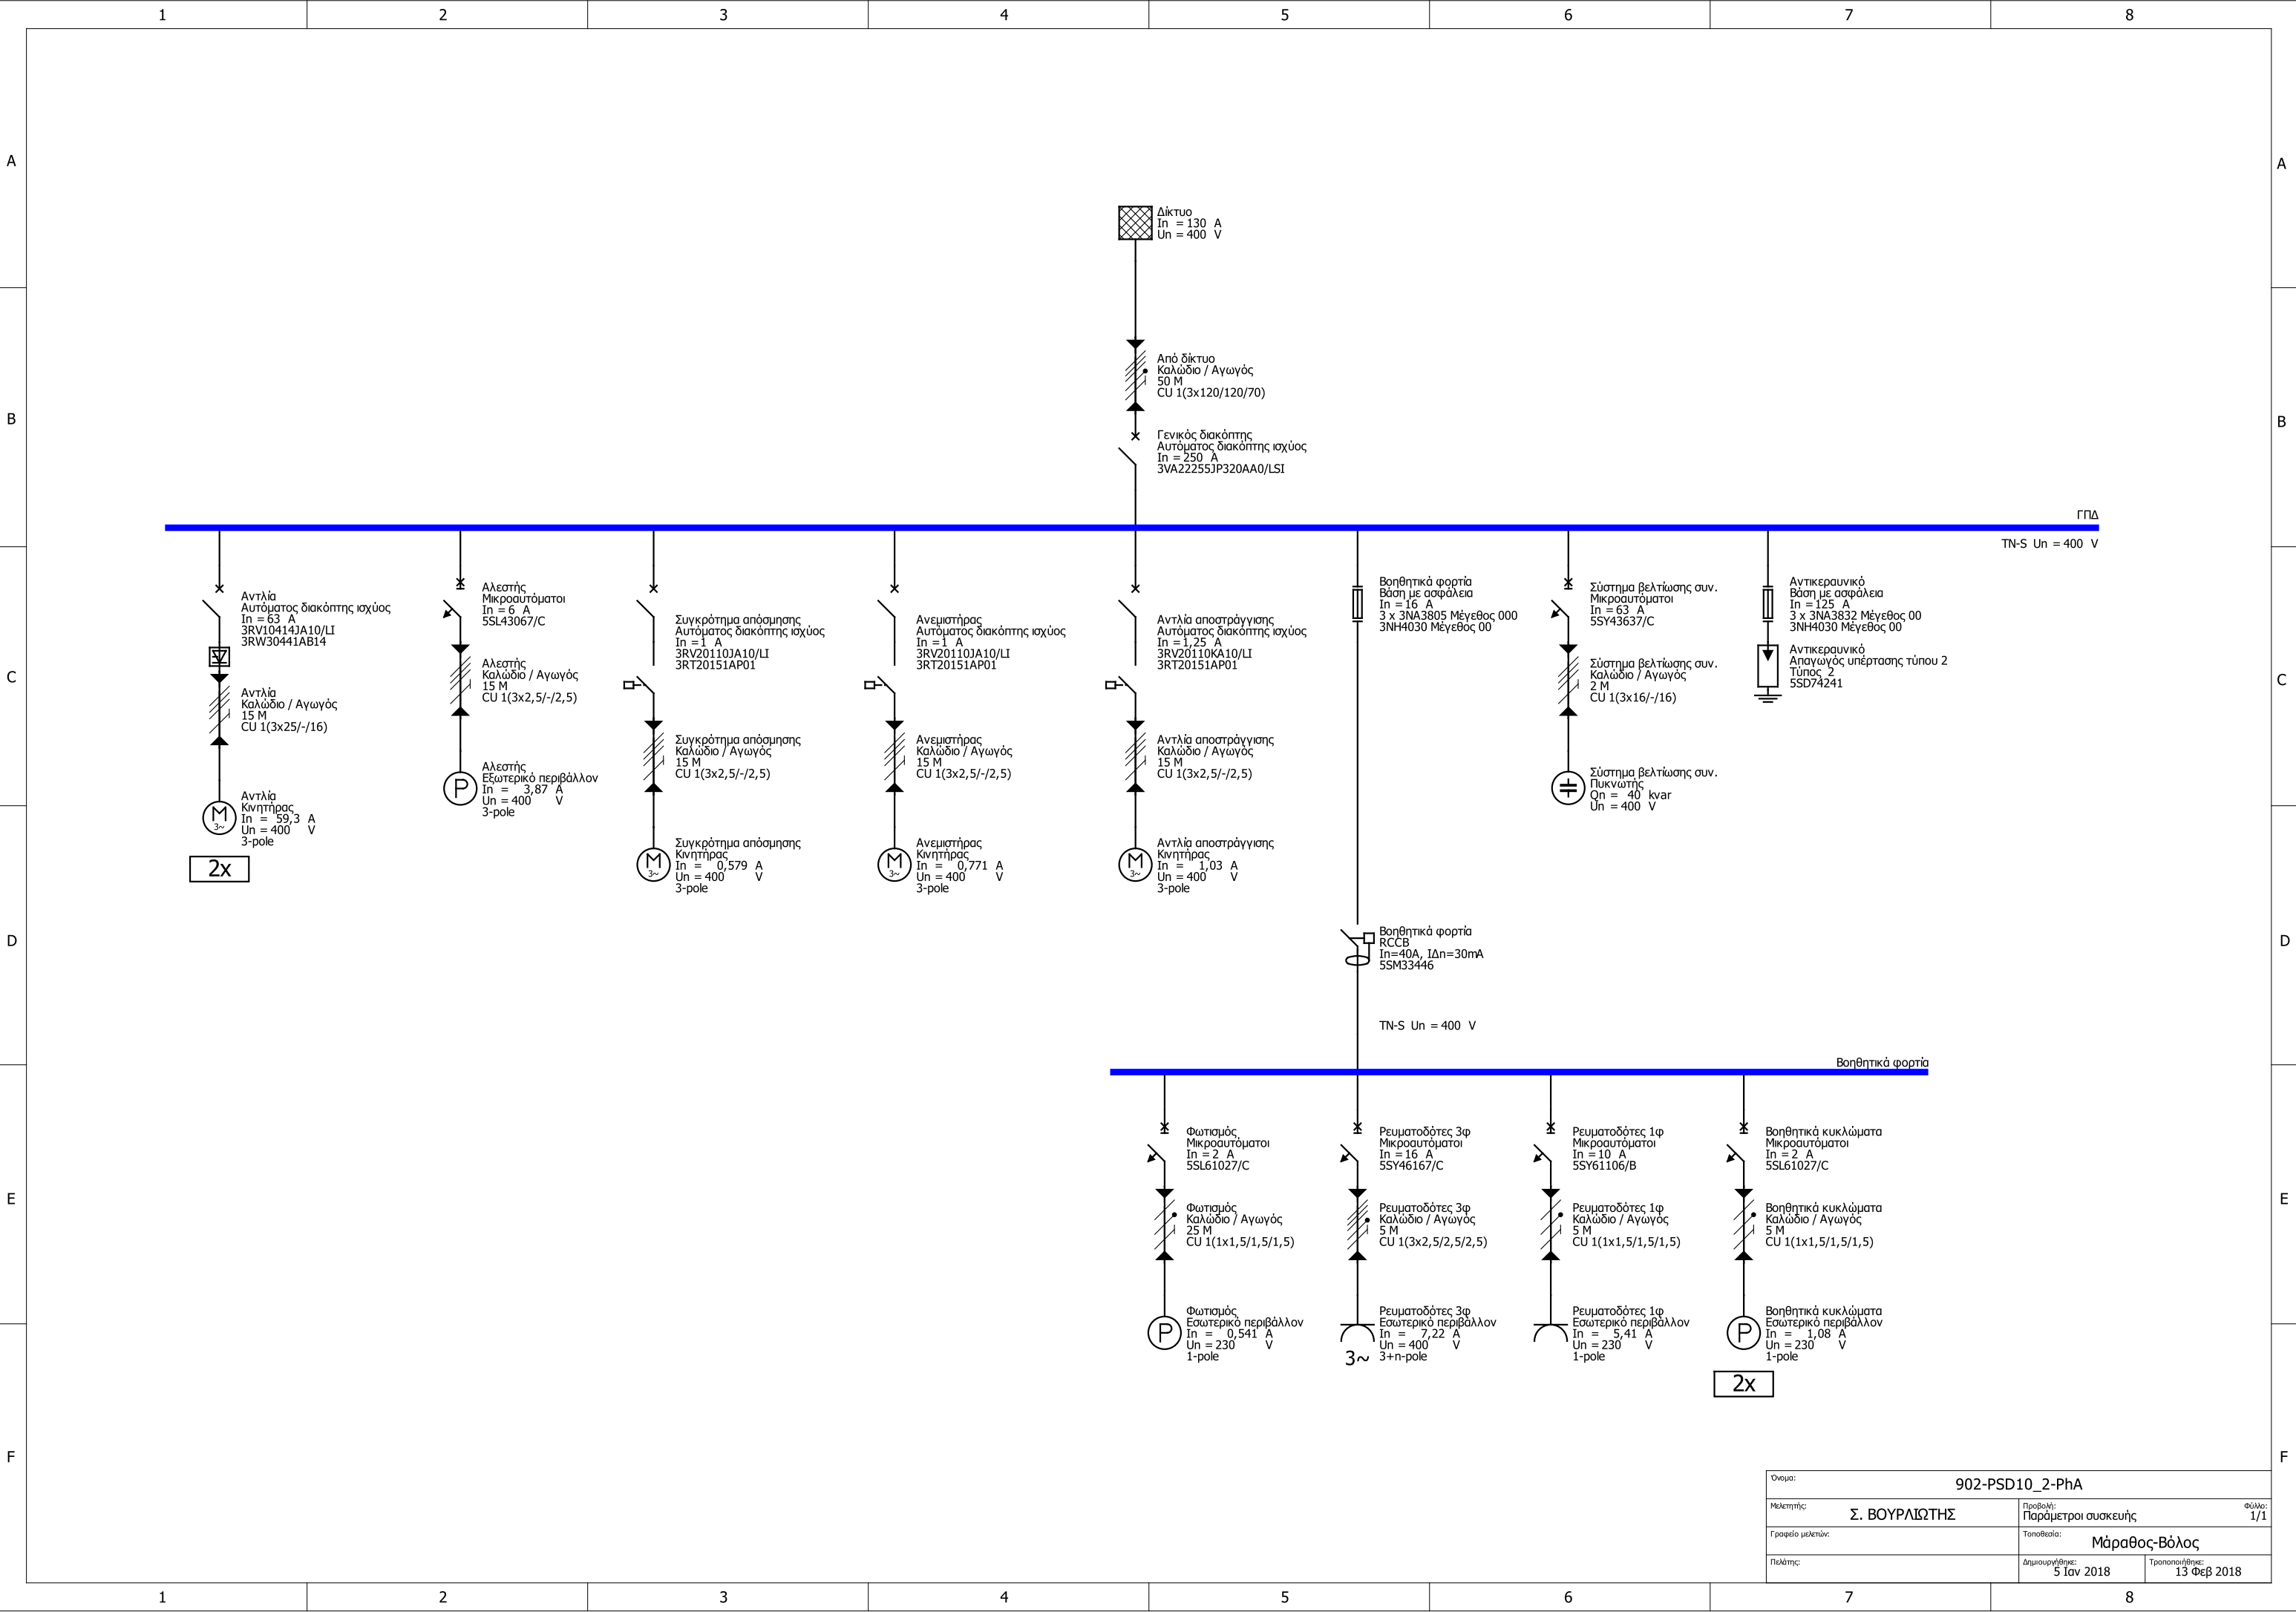 1 2 3 4 5 6 7 8
A A
Δίκτυο
In = 130 A
Un = 400 V
Από δίκτυο
Καλώδιο / Αγωγός
50 M
CU 1(3x120/120/70)
B B
Γενικός διακόπτης
Αυτόματος διακόπτης ισχύος
In = 250 A
3VA22255JP320AA0/LSI
ΓΠΔ
TN-S Un = 400 V
C C
Αντλία
Αυτόματος διακόπτης ισχύος
In = 63 A
3RV10414JA10/LI
3RW30441AB14
Αντλία
Καλώδιο / Αγωγός
15 M
CU 1(3x25/-/16)
Αντλία
Κινητήρας
In = 59,3 A
Un = 400 V
3-pole
M
3~
2x
Αλεστής
Μικροαυτόματοι
In = 6 A
5SL43067/C
Αλεστής
Καλώδιο / Αγωγός
15 M
CU 1(3x2,5/-/2,5)
Αλεστής
Εξωτερικό περιβάλλον
In = 3,87 A
Un = 400 V
3-pole
P
Συγκρότημα απόσμησης
Αυτόματος διακόπτης ισχύος
In = 1 A
3RV20110JA10/LI
3RT20151AP01
Συγκρότημα απόσμησης
Καλώδιο / Αγωγός
15 M
CU 1(3x2,5/-/2,5)
Συγκρότημα απόσμησης
Κινητήρας
In = 0,579 A
Un = 400 V
3-pole
M
3~
Ανεμιστήρας
Αυτόματος διακόπτης ισχύος
In = 1 A
3RV20110JA10/LI
3RT20151AP01
Ανεμιστήρας
Καλώδιο / Αγωγός
15 M
CU 1(3x2,5/-/2,5)
Ανεμιστήρας
Κινητήρας
In = 0,771 A
Un = 400 V
3-pole
M
3~
Αντλία αποστράγγισης
Αυτόματος διακόπτης ισχύος
In = 1,25 A
3RV20110KA10/LI
3RT20151AP01
Αντλία αποστράγγισης
Καλώδιο / Αγωγός
15 M
CU 1(3x2,5/-/2,5)
Αντλία αποστράγγισης
Κινητήρας
In = 1,03 A
Un = 400 V
3-pole
M
3~
Βοηθητικά φορτία
Βάση με ασφάλεια
In = 16 A
3 x 3NA3805 Μέγεθος 000
3NH4030 Μέγεθος 00
Σύστημα βελτίωσης συν.
Μικροαυτόματοι
In = 63 A
5SY43637/C
Σύστημα βελτίωσης συν.
Καλώδιο / Αγωγός
2 M
CU 1(3x16/-/16)
Σύστημα βελτίωσης συν.
Πυκνωτής
Qn = 40 kvar
Un = 400 V
Αντικεραυνικό
Βάση με ασφάλεια
In = 125 A
3 x 3NA3832 Μέγεθος 00
3NH4030 Μέγεθος 00
Αντικεραυνικό
Απαγωγός υπέρτασης τύπου 2
Τύπος 2
5SD74241
D D
Βοηθητικά φορτία
RCCB
In=40A, IΔn=30mA
5SM33446
TN-S Un = 400 V
Βοηθητικά φορτία
E E
Φωτισμός
Μικροαυτόματοι
In = 2 A
5SL61027/C
Φωτισμός
Καλώδιο / Αγωγός
25 M
CU 1(1x1,5/1,5/1,5)
Φωτισμός
Εσωτερικό περιβάλλον
In = 0,541 A
Un = 230 V
1-pole
P
Ρευματοδότες 3φ
Μικροαυτόματοι
In = 16 A
5SY46167/C
Ρευματοδότες 3φ
Καλώδιο / Αγωγός
5 M
CU 1(3x2,5/2,5/2,5)
Ρευματοδότες 3φ
Εσωτερικό περιβάλλον
In = 7,22 A
Un = 400 V
3+n-pole
3~
Ρευματοδότες 1φ
Μικροαυτόματοι
In = 10 A
5SY61106/B
Ρευματοδότες 1φ
Καλώδιο / Αγωγός
5 M
CU 1(1x1,5/1,5/1,5)
Ρευματοδότες 1φ
Εσωτερικό περιβάλλον
In = 5,41 A
Un = 230 V
1-pole
Βοηθητικά κυκλώματα
Μικροαυτόματοι
In = 2 A
5SL61027/C
Βοηθητικά κυκλώματα
Καλώδιο / Αγωγός
5 M
CU 1(1x1,5/1,5/1,5)
Βοηθητικά κυκλώματα
Εσωτερικό περιβάλλον
In = 1,08 A
Un = 230 V
1-pole
P
2x
F F
Όνομα: 902-PSD10_2-PhA
Μελετητής: Σ. ΒΟΥΡΛΙΩΤΗΣ
Προβολή: Παράμετροι συσκευής
Φύλλο: 1/1
Γραφείο μελετών:
Τοποθεσία: Μάραθος-Βόλος
Πελάτης:
Δημιουργήθηκε: 5 Ιαν 2018
Τροποποιήθηκε: 13 Φεβ 2018
1 2 3 4 5 6 7 8